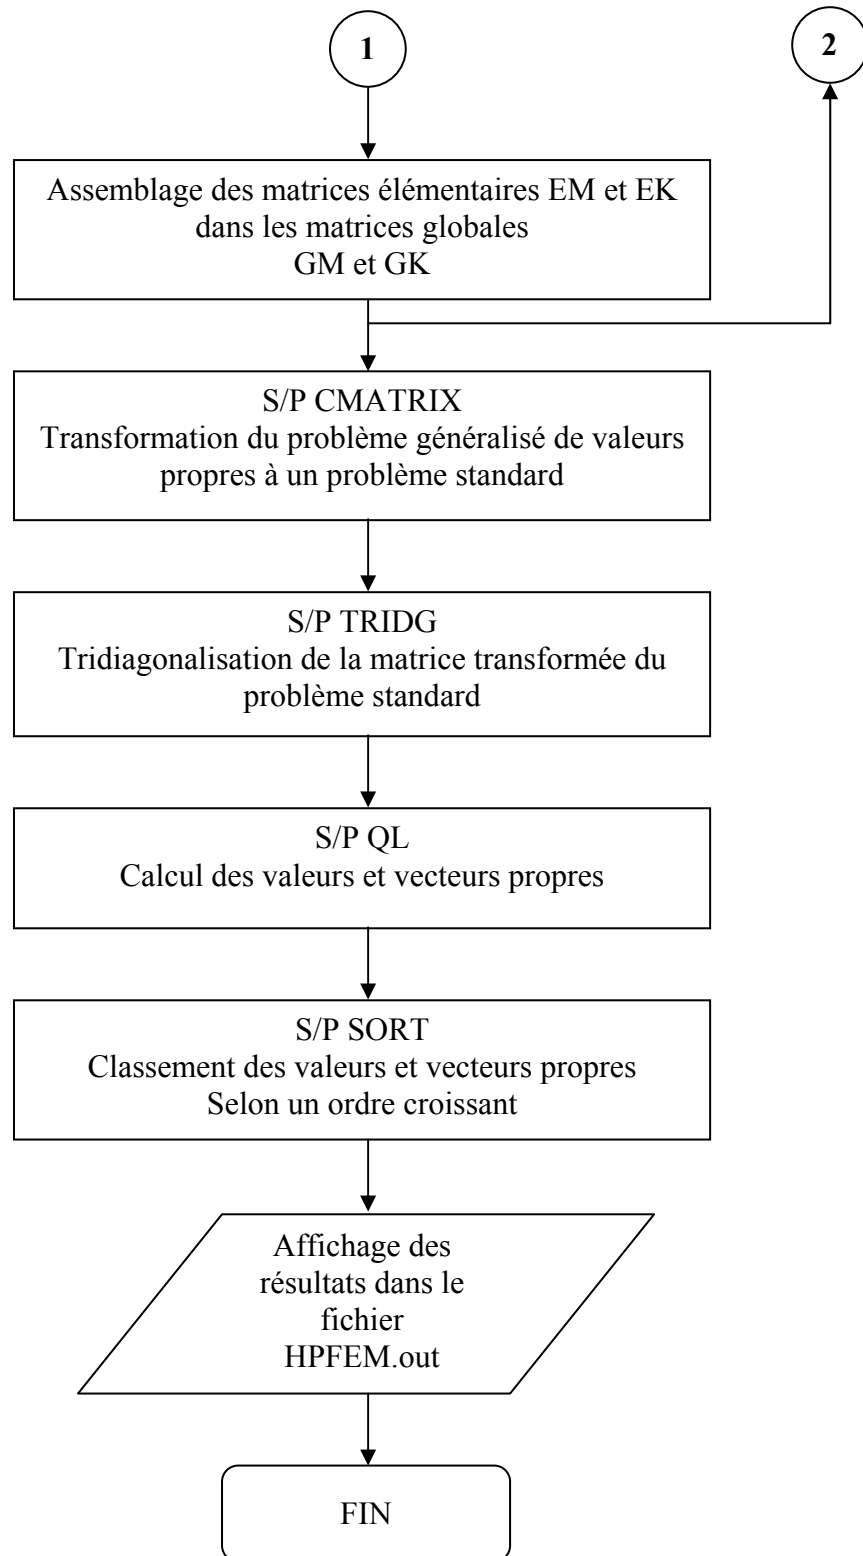 1
2
Assemblage des matrices élémentaires EM et EK
dans les matrices globales
GM et GK
S/P CMATRIX
Transformation du problème généralisé de valeurs
propres à un problème standard
S/P TRIDG
Tridiagonalisation de la matrice transformée du
problème standard
S/P QL
Calcul des valeurs et vecteurs propres
S/P SORT
Classement des valeurs et vecteurs propres
Selon un ordre croissant
Affichage des
résultats dans le
fichier
HPFEM.out
FIN